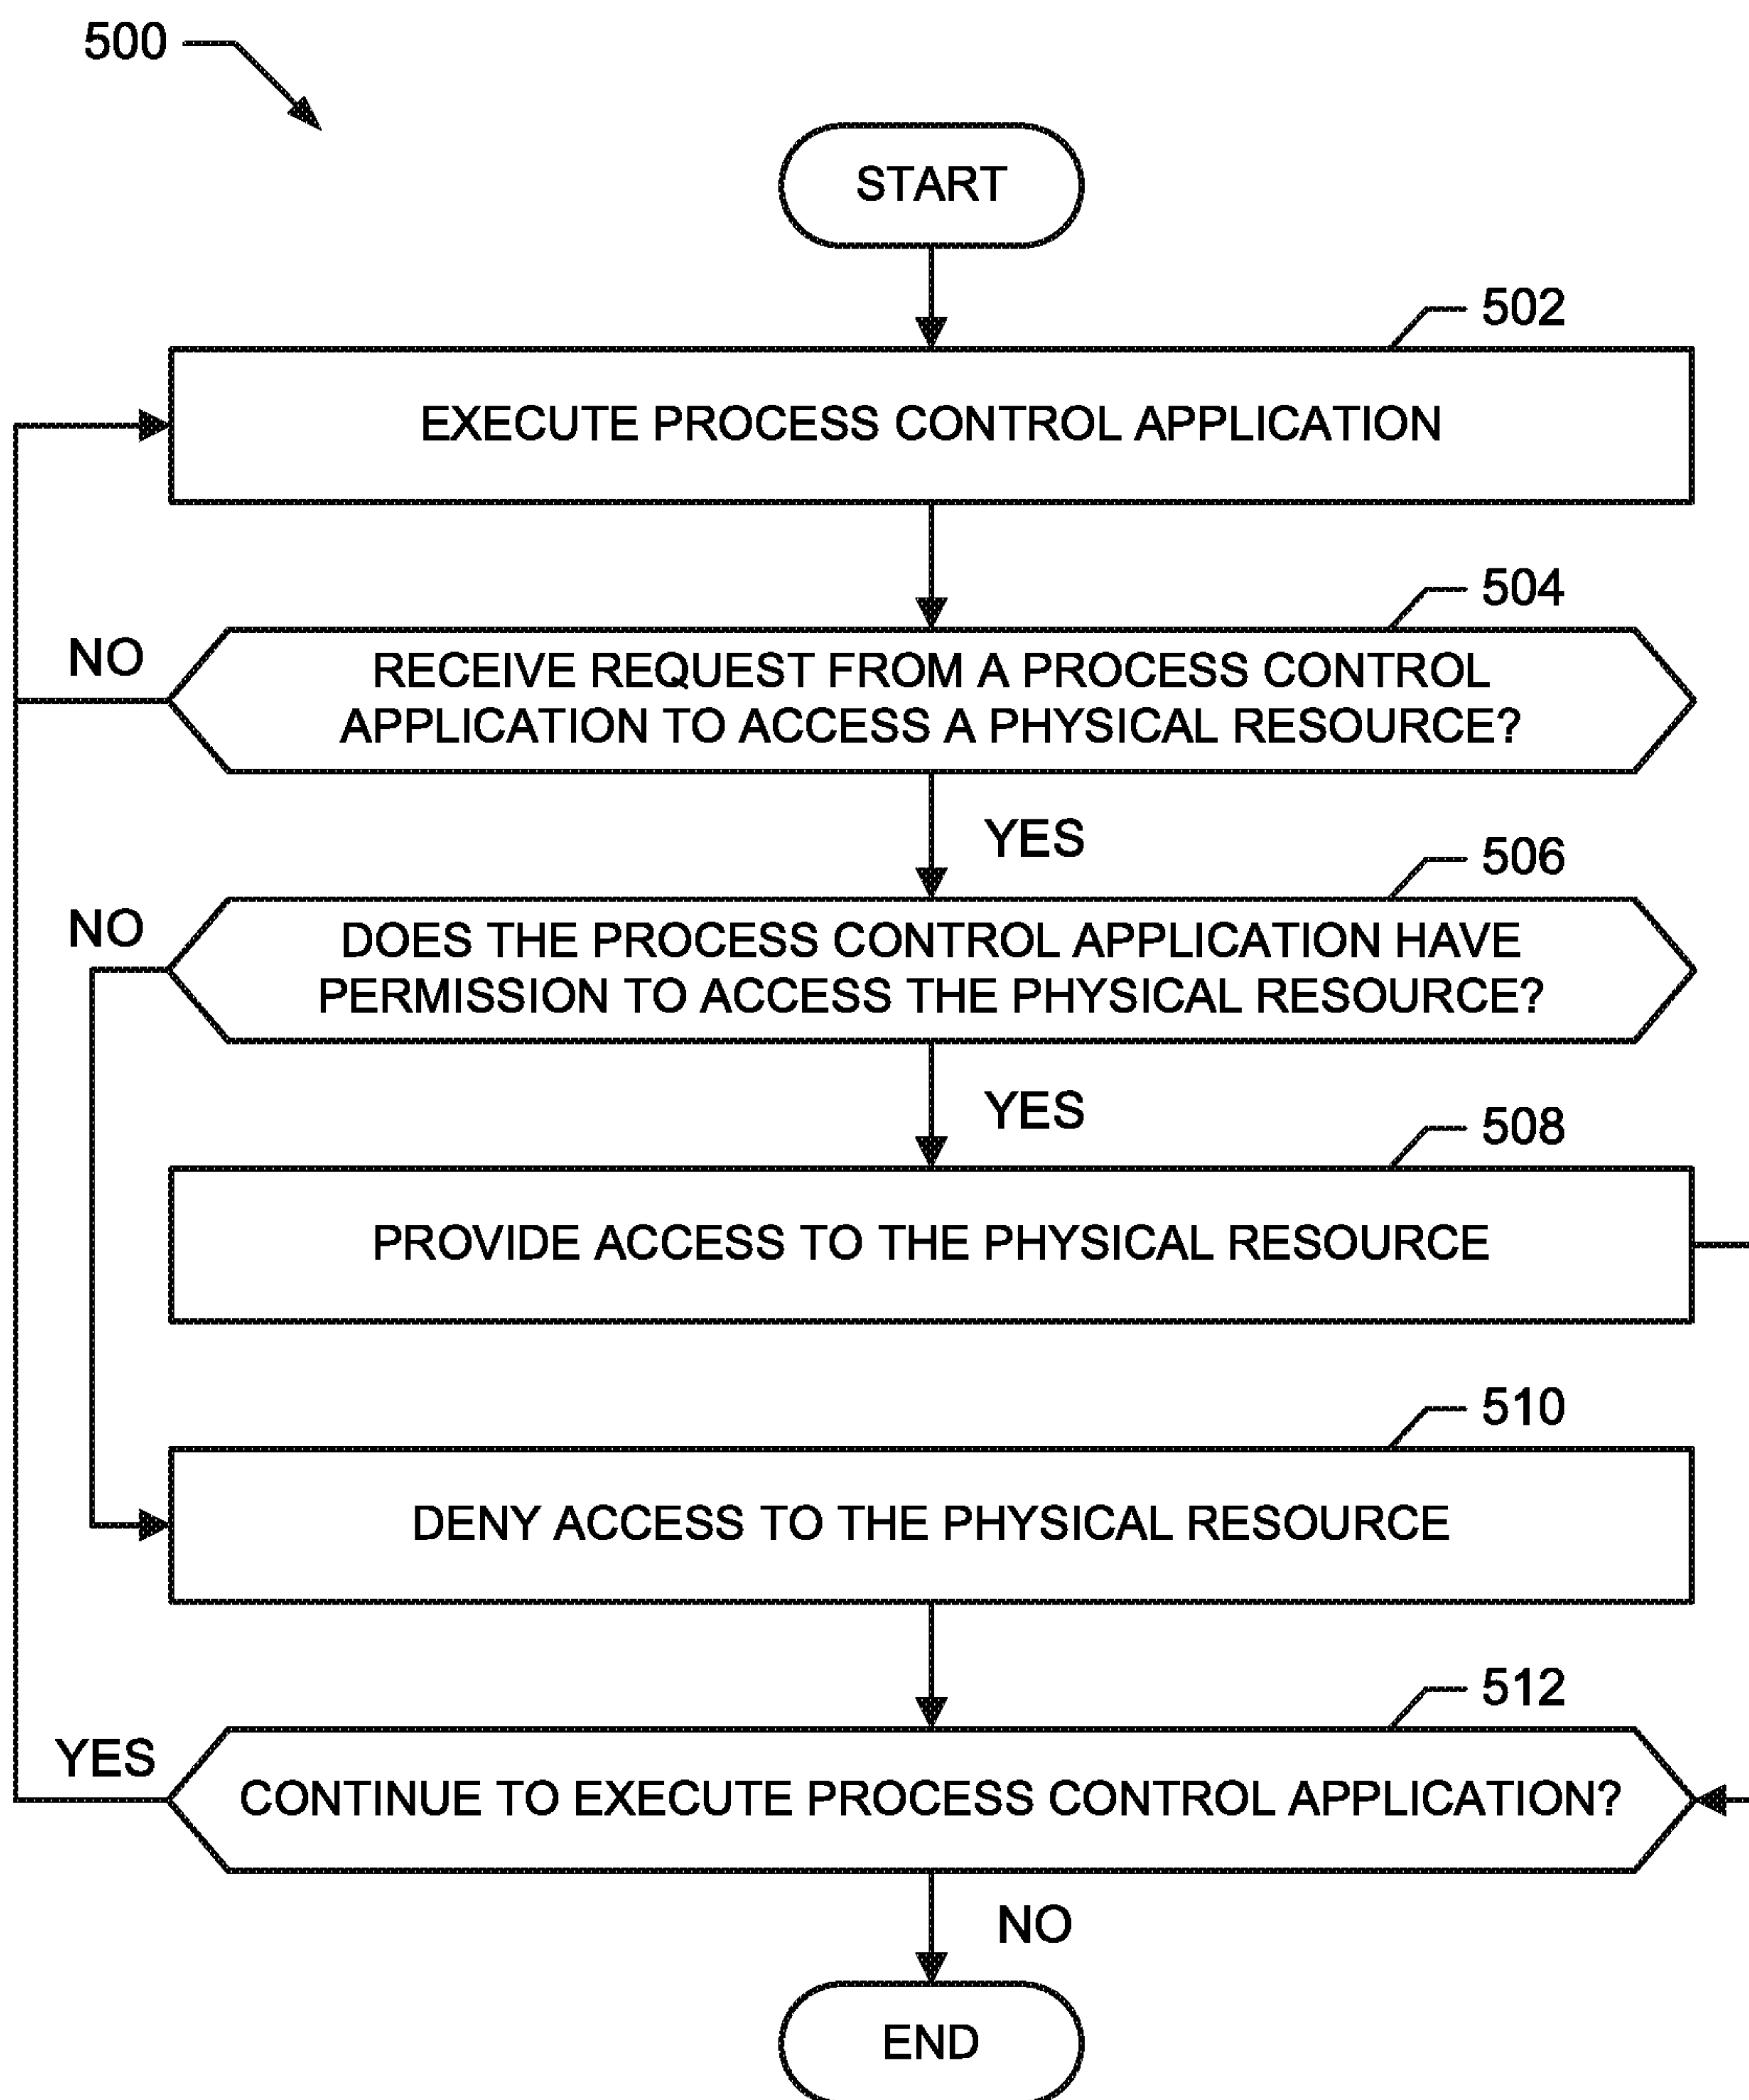 500
START
502
EXECUTE PROCESS CONTROL APPLICATION
504
NO
RECEIVE REQUEST FROM A PROCESS CONTROL
APPLICATION TO ACCESS A PHYSICAL RESOURCE?
YES
506
NO
DOES THE PROCESS CONTROL APPLICATION HAVE
PERMISSION TO ACCESS THE PHYSICAL RESOURCE?
YES
508
PROVIDE ACCESS TO THE PHYSICAL RESOURCE
510
DENY ACCESS TO THE PHYSICAL RESOURCE
512
YES
CONTINUE TO EXECUTE PROCESS CONTROL APPLICATION?
NO
END